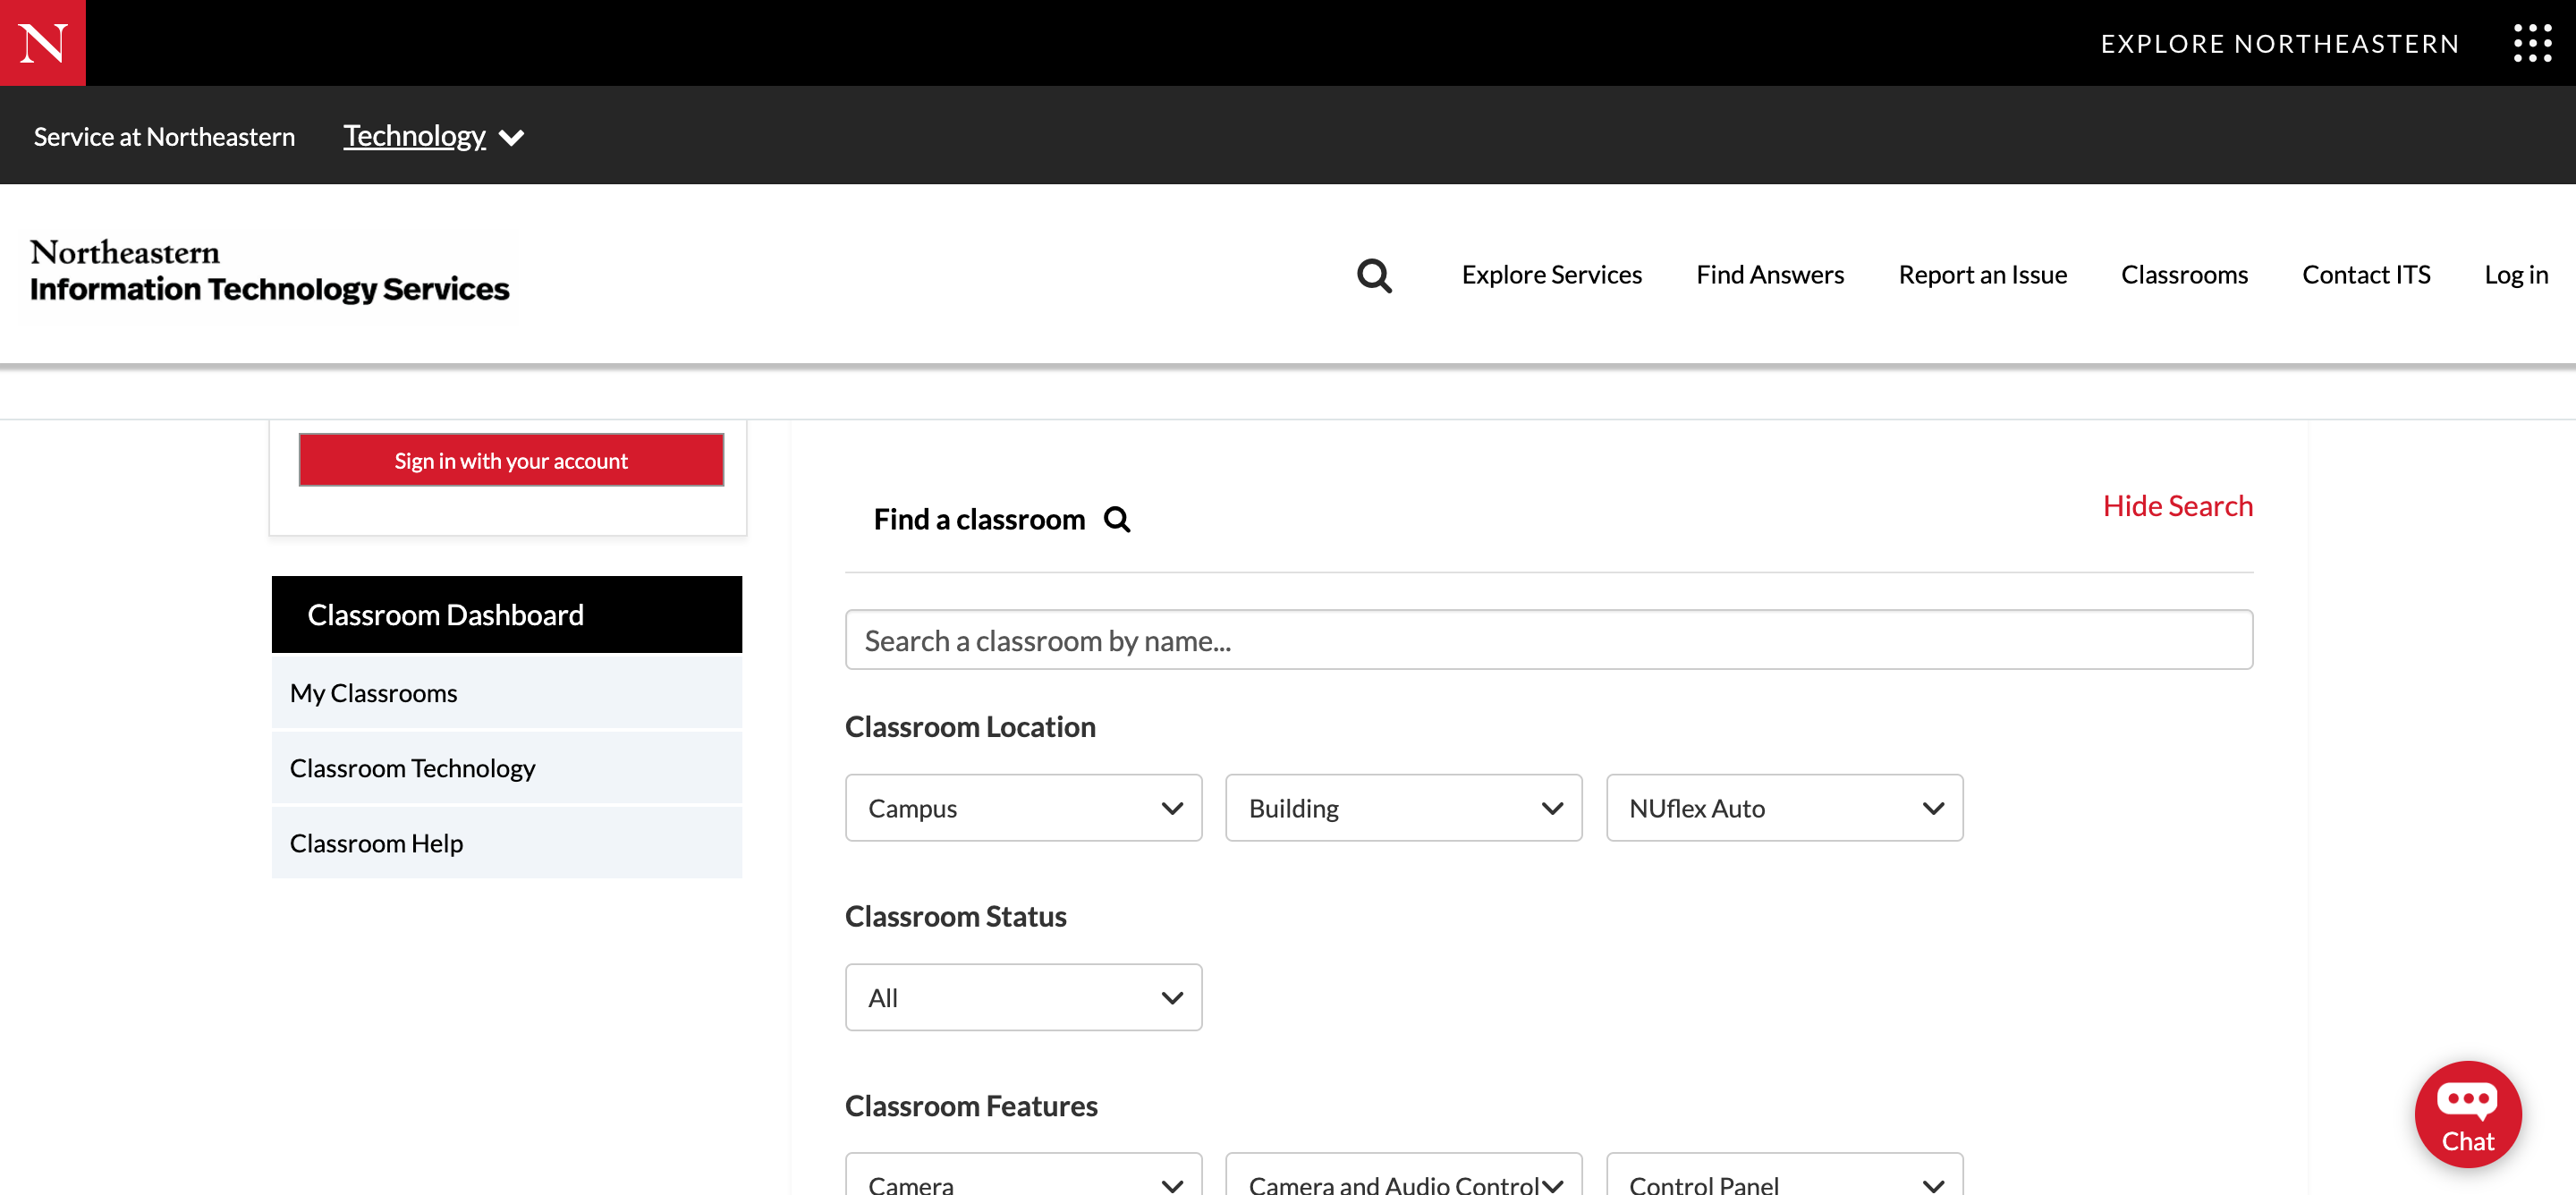 N
EXPLORE NORTHEASTERN
Service at Northeastern
Technology
Northeastern
Information Technology Services
Explore Services
Find Answers
Report an Issue
Classrooms
Contact ITS
Log in
Sign in with your account
Classroom Dashboard
My Classrooms
Classroom Technology
Classroom Help
Find a classroom
Hide Search
Search a classroom by name...
Classroom Location
Campus
Building
NUflex Auto
Classroom Status
All
Classroom Features
Camera
Camera and Audio Control
Control Panel
Chat